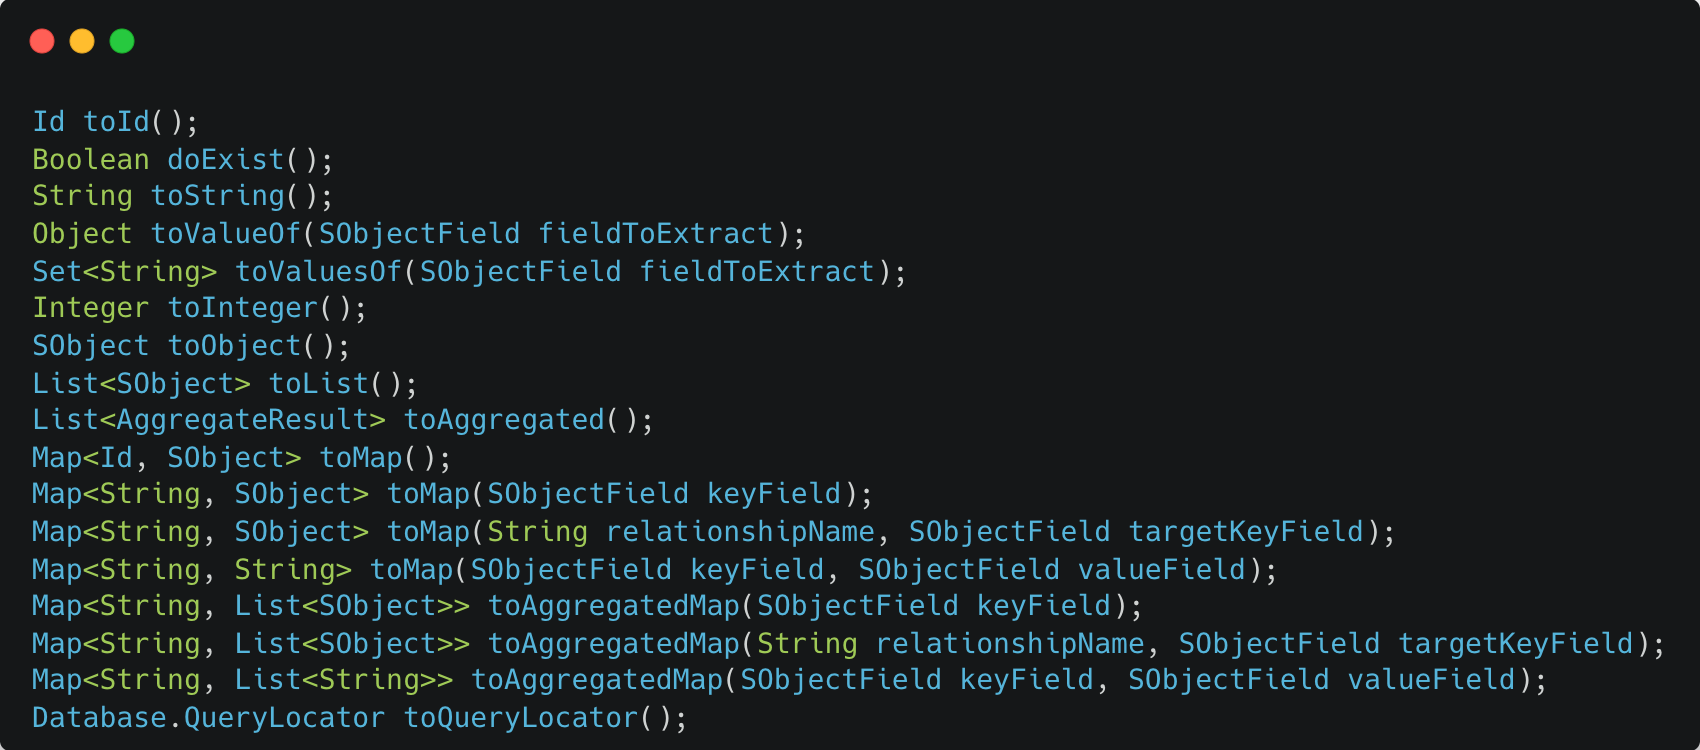 Id toId();
Boolean doExist();
String toString();
Object toValueOf(SObjectField fieldToExtract);
Set<String> toValuesOf(SObjectField fieldToExtract);
Integer toInteger();
SObject toObject();
List<SObject> toList();
List<AggregateResult> toAggregated();
Map<Id, SObject> toMap();
Map<String, SObject> toMap(SObjectField keyField);
Map<String, SObject> toMap(String relationshipName, SObjectField targetKeyField);
Map<String, String> toMap(SObjectField keyField, SObjectField valueField);
Map<String, List<SObject>> toAggregatedMap(SObjectField keyField);
Map<String, List<SObject>> toAggregatedMap(String relationshipName, SObjectField targetKeyField);
Map<String, List<String>> toAggregatedMap(SObjectField keyField, SObjectField valueField);
Database.QueryLocator toQueryLocator();